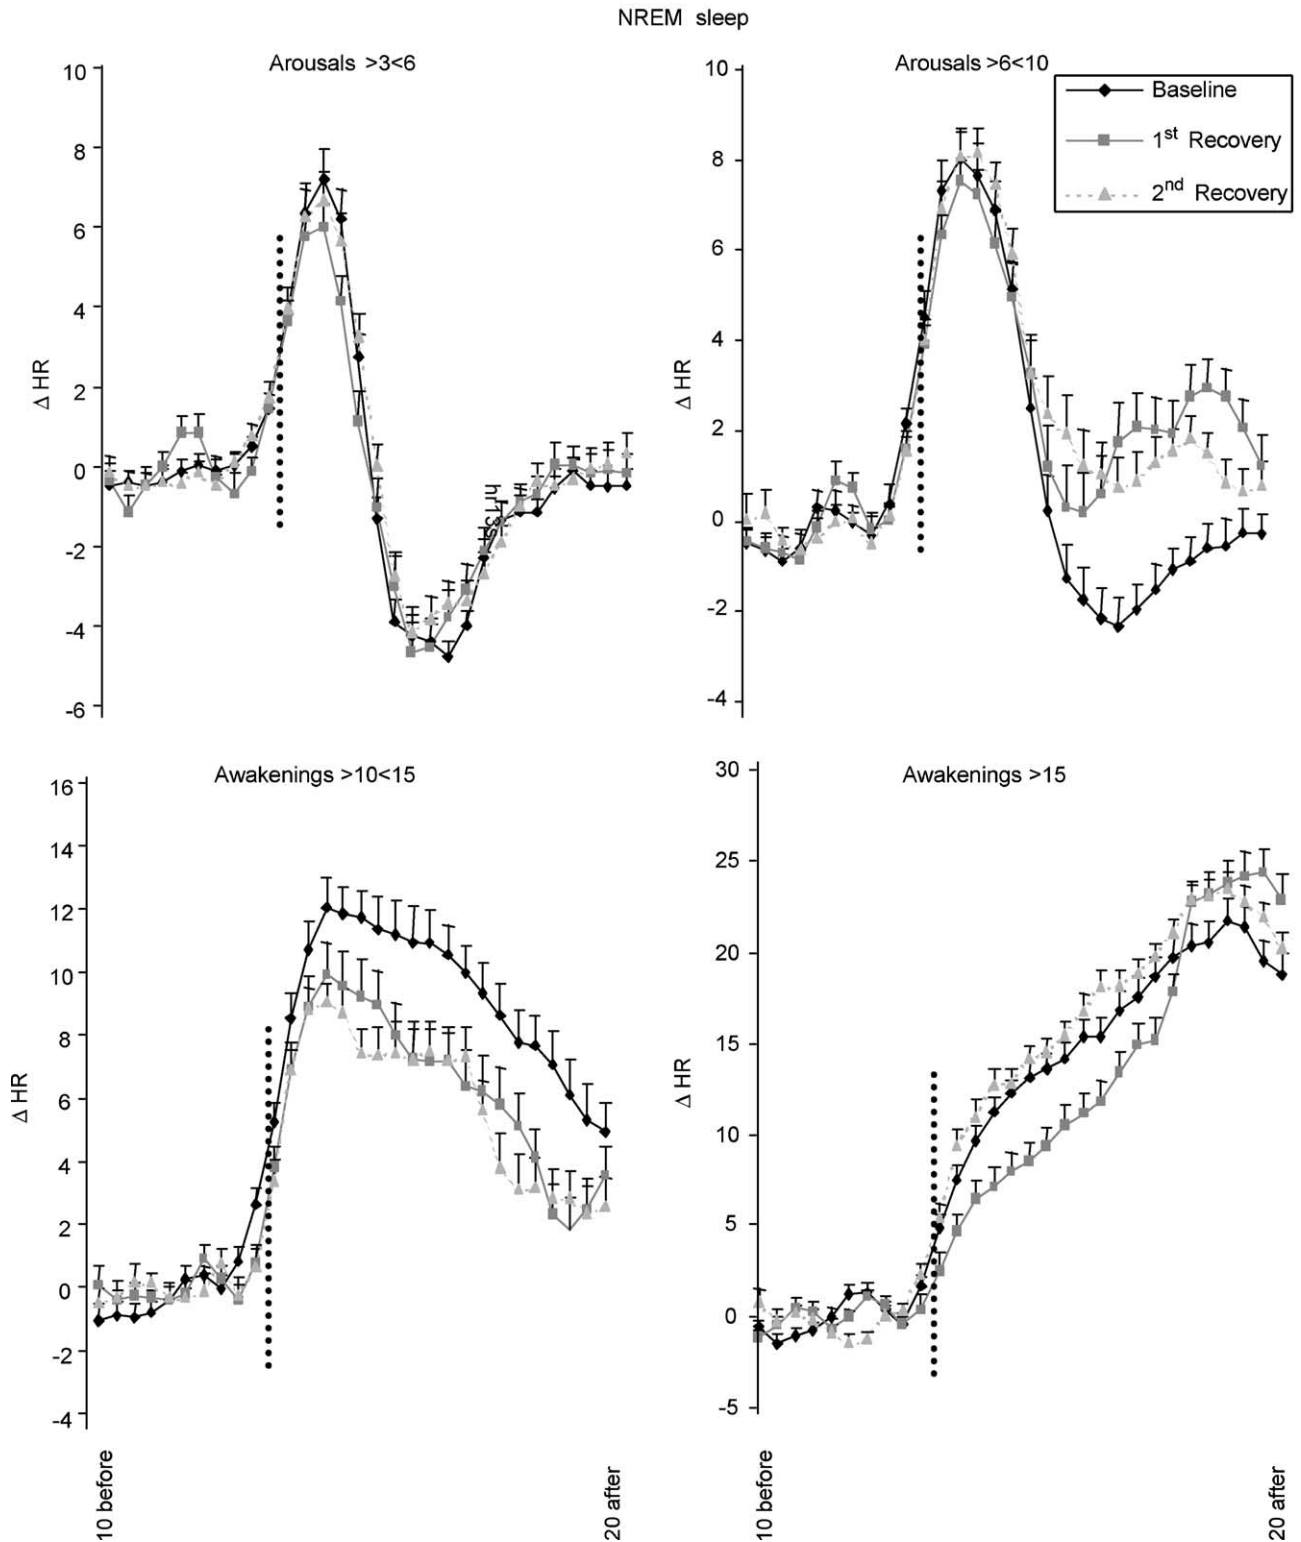 NREM sleep
Arousals >3<6
10
8
6
4
2
0
-2
-4
-6
Δ HR
Arousals >6<10
10
8
6
4
2
0
-2
-4
Δ HR
Baseline
1st Recovery
2nd Recovery
Awakenings >10<15
16
14
12
10
8
6
4
2
0
-2
-4
Δ HR
10 before
20 after
Awakenings >15
30
25
20
15
10
5
0
-5
Δ HR
10 before
20 after